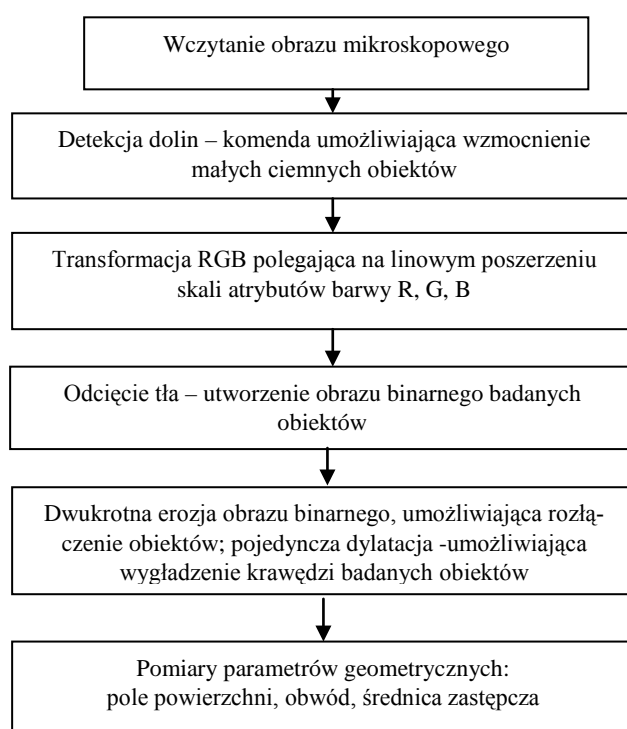 Wczytanie obrazu mikroskopowego
Detekcja dolin – komenda umożliwiająca wzmocnienie
małych ciemnych obiektów
Transformacja RGB polegająca na linowym poszerzeniu
skali atrybutów barwy R, G, B
Odcięcie tła – utworzenie obrazu binarnego badanych
obiektów
Dwukrotna erozja obrazu binarnego, umożliwiająca rozłą-
czenie obiektów; pojedyncza dylatacja -umożliwiająca
wygładzenie krawędzi badanych obiektów
Pomiary parametrów geometrycznych:
pole powierzchni, obwód, średnica zastępcza